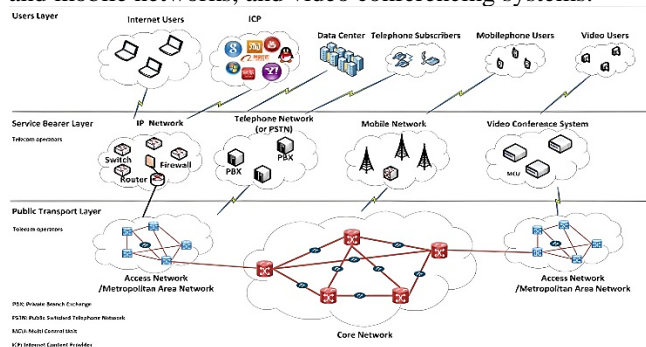 and mobile networks, and video conferencing systems.
Users Layer
Internet Users
ICP
Data Center
Telephone Subscribers
Mobilephone Users
Video Users
Service Bearer Layer
Telecom operators
IP Network
Telephone Network
(or PSTN)
Mobile Network
Video Conference System
Switch
Firewall
Router
PBX
PBX
MCU
Public Transport Layer
Telecom operators
Access Network
/Metropolitan Area Network
Core Network
Access Network
/Metropolitan Area Network
PBX: Private Branch Exchange
PSTN: Public Switched Telephone Network
MCU: Multi Control Unit
ICP: Internet Content Provider